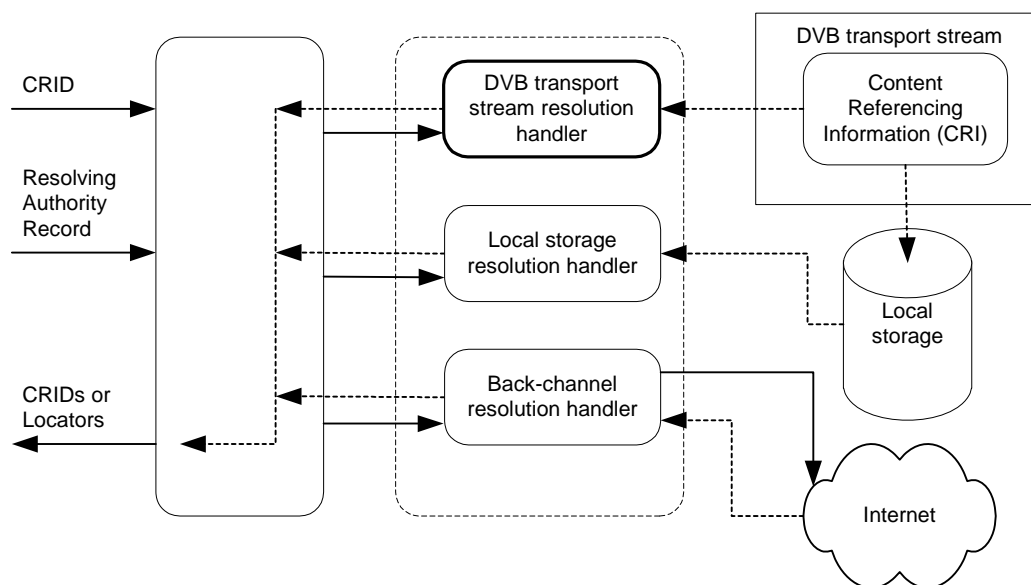 CRID
Resolving
Authority
Record
CRIDs or
Locators
DVB transport
stream resolution
handler
Local storage
resolution handler
Back-channel
resolution handler
DVB transport stream
Content
Referencing
Information (CRI)
Local
storage
Internet